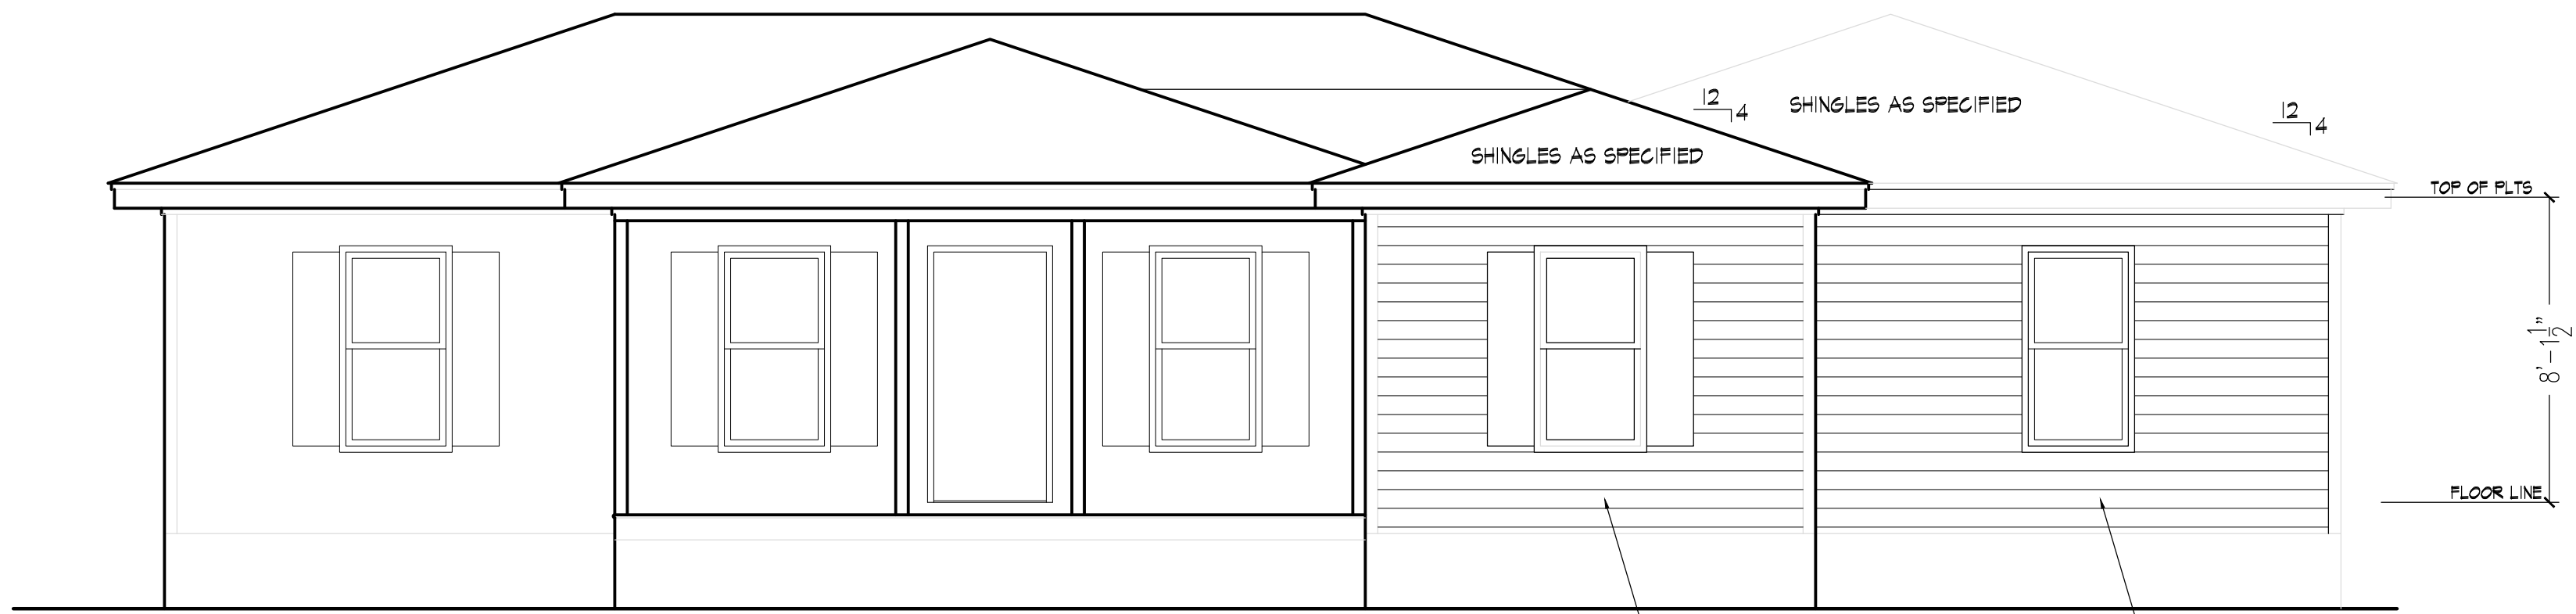 12
4
SHINGLES AS SPECIFIED
12
4
SHINGLES AS SPECIFIED
TOP OF PLTS
8'-1 1/2"
FLOOR LINE